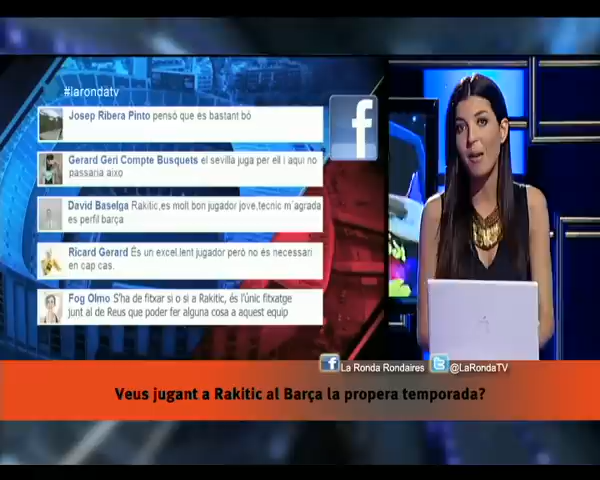 #larondatv
Josep Ribera Pinto pensó que és bastant bó
Gerard Geri Compte Busquets el sevilla juga per ell i aqui no
passaria aixo
David Baselga Rakitic,es molt bon jugador jove,tecnic m´agrada
es perfil barça
Ricard Gerard És un excel.lent jugador però no és necessari
en cap cas.
Fog Olmo S'ha de fitxar si o si a Rakitic, és l'únic fitxatge
junt al de Reus que poder fer alguna cosa a aquest equip
La Ronda Rondaires @LaRondaTV
Veus jugant a Rakitic al Barça la propera temporada?